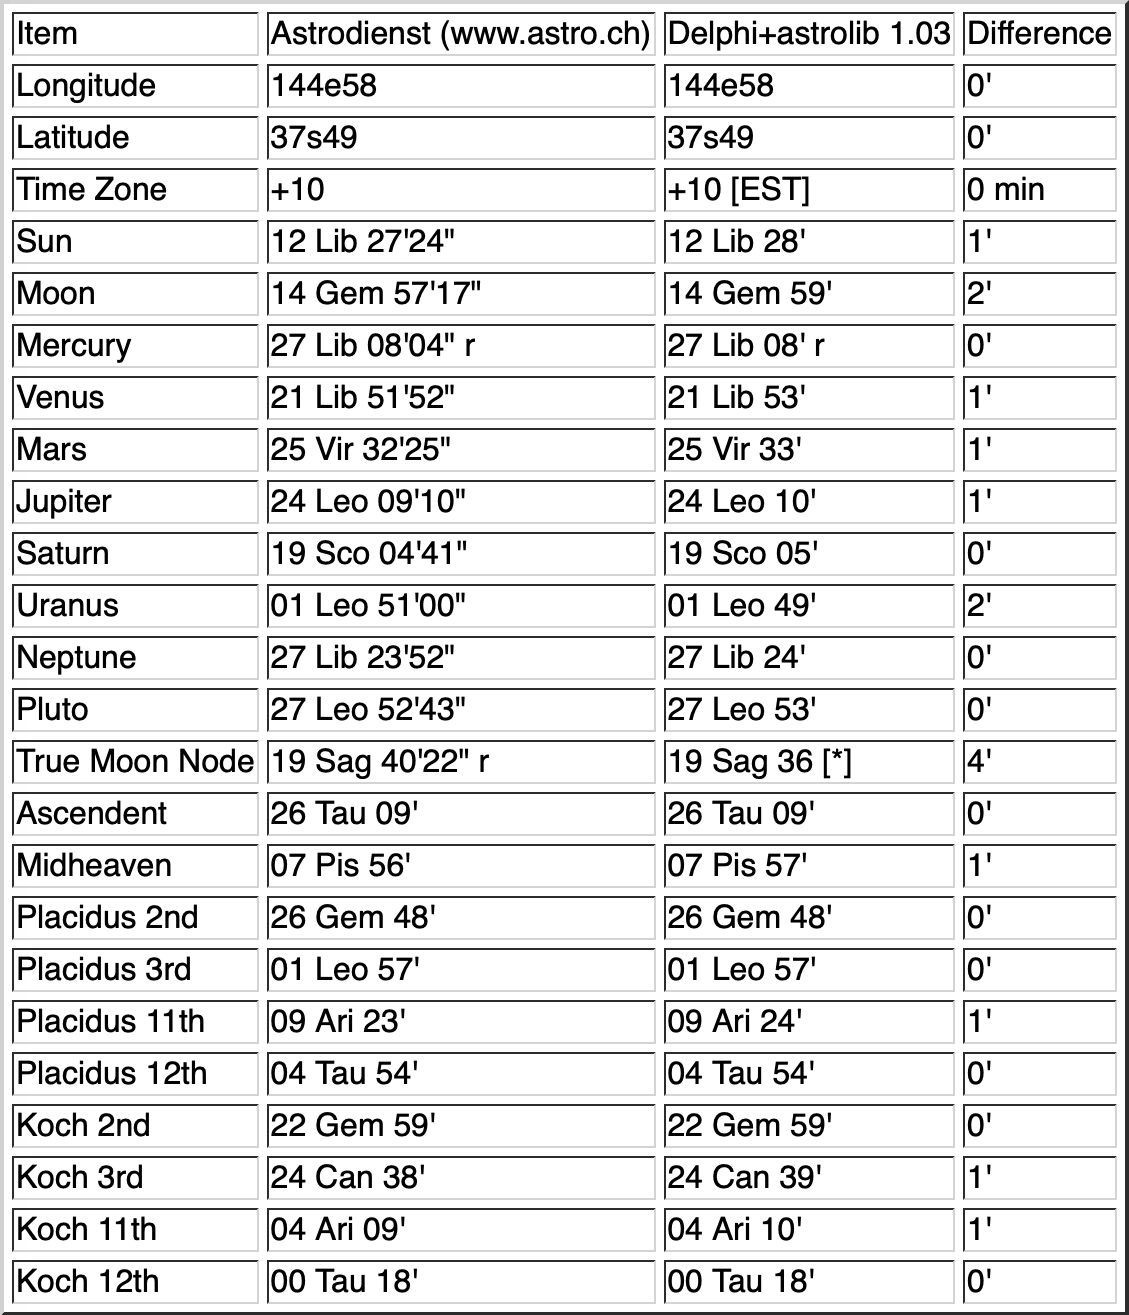 Item Astrodienst (www.astro.ch) Delphi+astrolib 1.03 Difference
Longitude 144e58 144e58 0'
Latitude 37s49 37s49 0'
Time Zone +10 +10 [EST] 0 min
Sun 12 Lib 27'24" 12 Lib 28' 1'
Moon 14 Gem 57'17" 14 Gem 59' 2'
Mercury 27 Lib 08'04" r 27 Lib 08' r 0'
Venus 21 Lib 51'52" 21 Lib 53' 1'
Mars 25 Vir 32'25" 25 Vir 33' 1'
Jupiter 24 Leo 09'10" 24 Leo 10' 1'
Saturn 19 Sco 04'41" 19 Sco 05' 0'
Uranus 01 Leo 51'00" 01 Leo 49' 2'
Neptune 27 Lib 23'52" 27 Lib 24' 0'
Pluto 27 Leo 52'43" 27 Leo 53' 0'
True Moon Node 19 Sag 40'22" r 19 Sag 36 [*] 4'
Ascendent 26 Tau 09' 26 Tau 09' 0'
Midheaven 07 Pis 56' 07 Pis 57' 1'
Placidus 2nd 26 Gem 48' 26 Gem 48' 0'
Placidus 3rd 01 Leo 57' 01 Leo 57' 0'
Placidus 11th 09 Ari 23' 09 Ari 24' 1'
Placidus 12th 04 Tau 54' 04 Tau 54' 0'
Koch 2nd 22 Gem 59' 22 Gem 59' 0'
Koch 3rd 24 Can 38' 24 Can 39' 1'
Koch 11th 04 Ari 09' 04 Ari 10' 1'
Koch 12th 00 Tau 18' 00 Tau 18' 0'